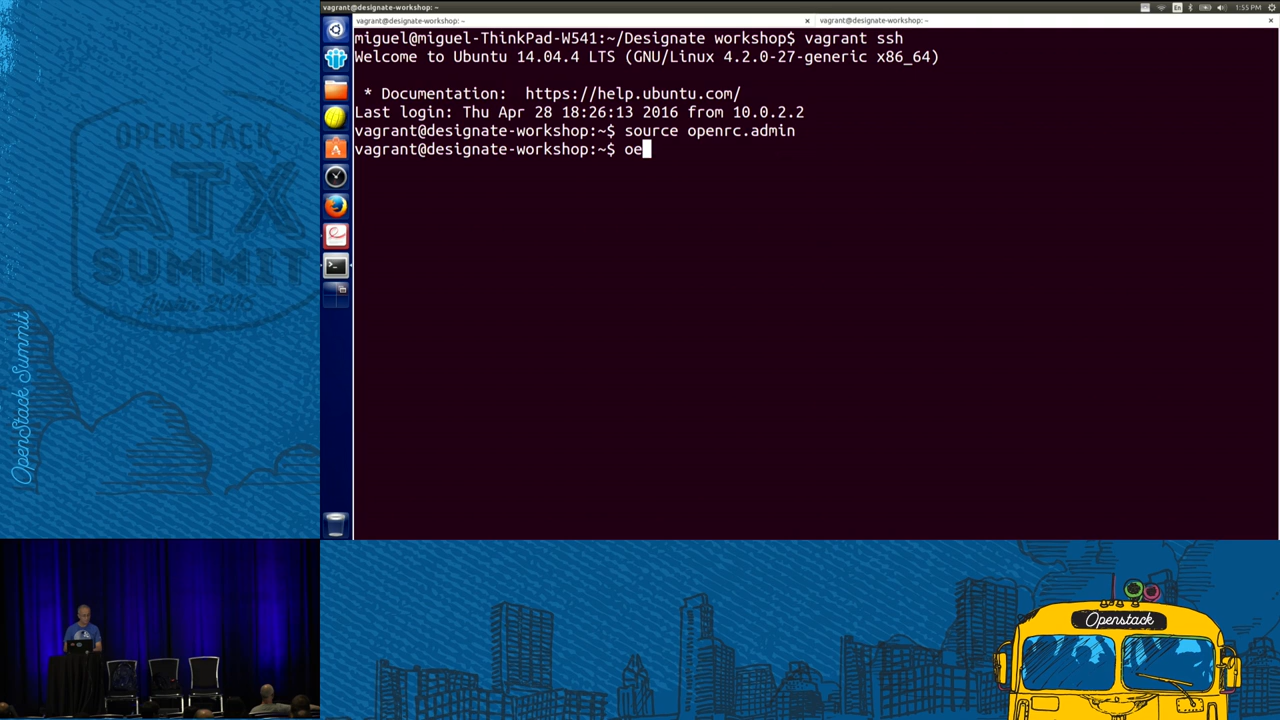 vagrant@designate-workshop: ~
En
1:55 PM
vagrant@designate-workshop: ~
x
vagrant@designate-workshop: ~
x
miguel@miguel-ThinkPad-W541:~/Designate workshop$ vagrant ssh
Welcome to Ubuntu 14.04.4 LTS (GNU/Linux 4.2.0-27-generic x86_64)
* Documentation:  https://help.ubuntu.com/
Last login: Thu Apr 28 18:26:13 2016 from 10.0.2.2
vagrant@designate-workshop:~$ source openrc.admin
vagrant@designate-workshop:~$ oe
OPENSTACK
ATX
SUMMIT
Austin 2016
OpenStack Summit
Openstack